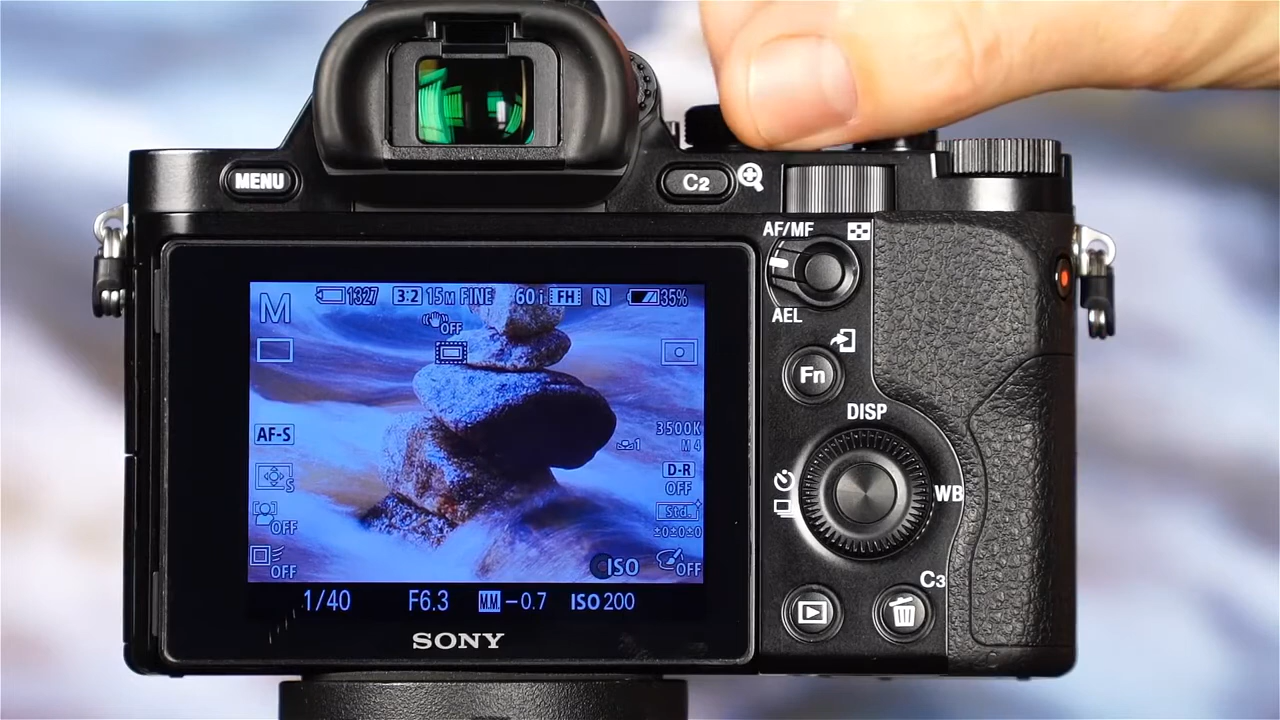 MENU
C2
AF/MF
AEL
M
1327
3:2 15M FINE
60i FH N
35%
OFF
AF-S
S
OFF
OFF
3500K
M4
1
D-R
OFF
Std.
±0±0±0
ISO
OFF
1/40 F6.3 M.M. −0.7 ISO 200
SONY
Fn
DISP
WB
C3